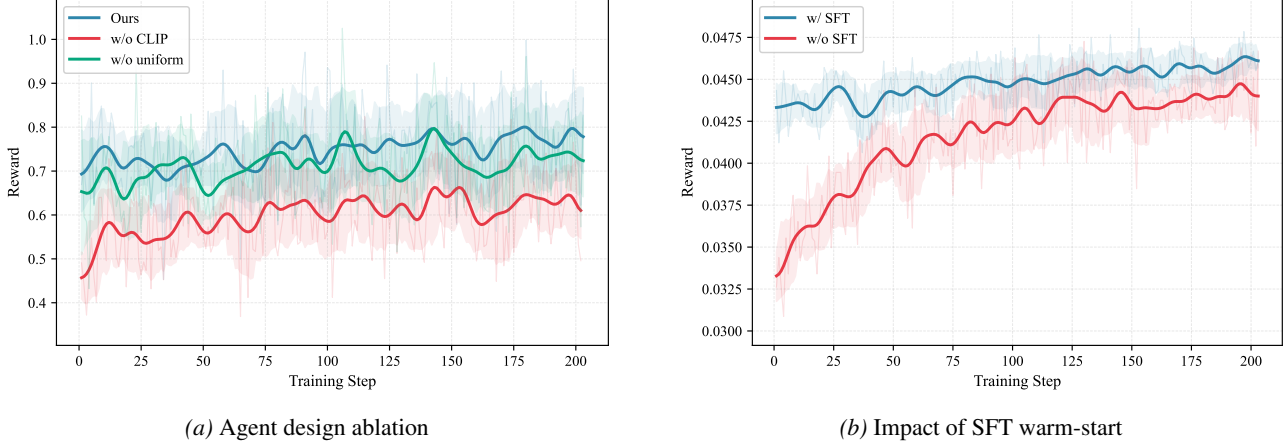 Ours
w/o CLIP
w/o uniform
1.0
0.9
0.8
0.7
0.6
0.5
0.4
Reward
0 25 50 75 100 125 150 175 200
Training Step
(a) Agent design ablation
w/ SFT
w/o SFT
0.0475
0.0450
0.0425
0.0400
0.0375
0.0350
0.0325
0.0300
Reward
0 25 50 75 100 125 150 175 200
Training Step
(b) Impact of SFT warm-start